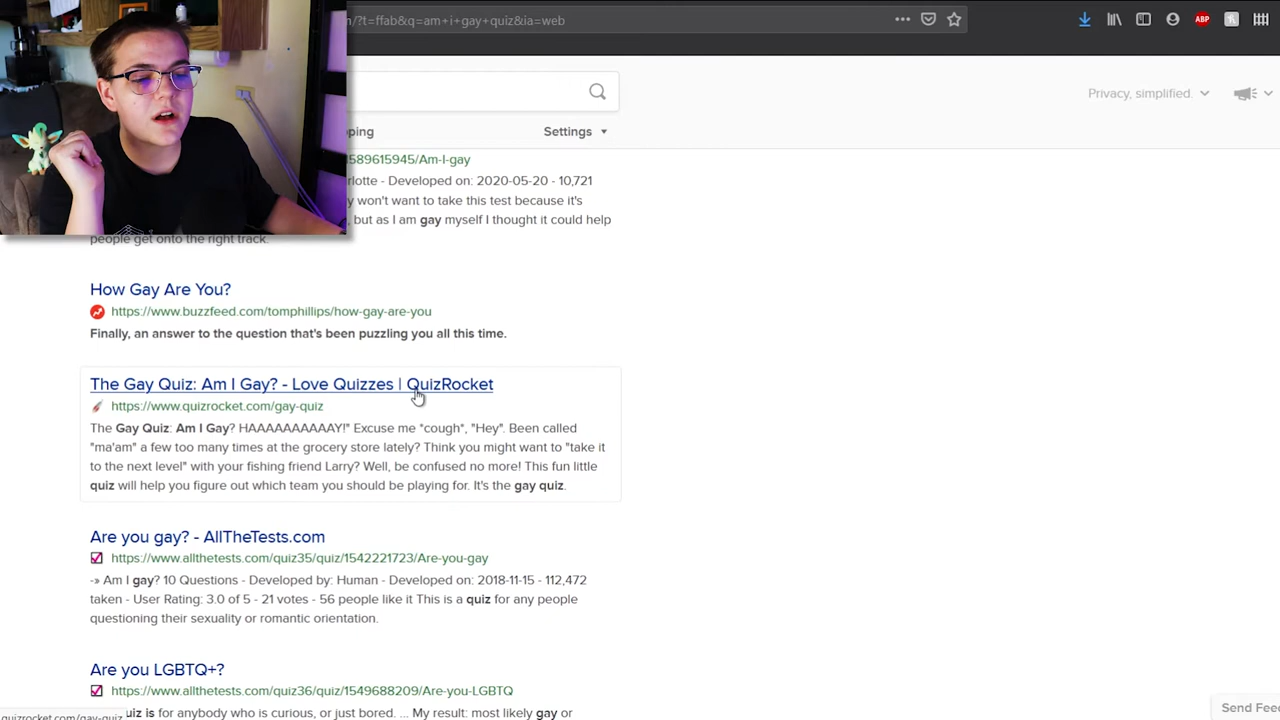 /?t=ffab&q=am+i+gay+quiz&ia=web
ABP
Privacy, simplified.
Settings
589615945/Am-I-gay
- Developed on: 2020-05-20 - 10,721
won't want to take this test because it's
, but as I am gay myself I thought it could help
people get onto the right track.
How Gay Are You?
https://www.buzzfeed.com/tomphillips/how-gay-are-you
Finally, an answer to the question that's been puzzling you all this time.
The Gay Quiz: Am I Gay? - Love Quizzes | QuizRocket
https://www.quizrocket.com/gay-quiz
The Gay Quiz: Am I Gay? HAAAAAAAAAAY!" Excuse me *cough*, "Hey". Been called
"ma'am" a few too many times at the grocery store lately? Think you might want to "take it
to the next level" with your fishing friend Larry? Well, be confused no more! This fun little
quiz will help you figure out which team you should be playing for. It's the gay quiz.
Are you gay? - AllTheTests.com
https://www.allthetests.com/quiz35/quiz/1542221723/Are-you-gay
-» Am I gay? 10 Questions - Developed by: Human - Developed on: 2018-11-15 - 112,472
taken - User Rating: 3.0 of 5 - 21 votes - 56 people like it This is a quiz for any people
questioning their sexuality or romantic orientation.
Are you LGBTQ+?
https://www.allthetests.com/quiz36/quiz/1549688209/Are-you-LGBTQ
is for anybody who is curious, or just bored. ... My result: most likely gay or
quizrocket.com/gay-quiz
Send Feed